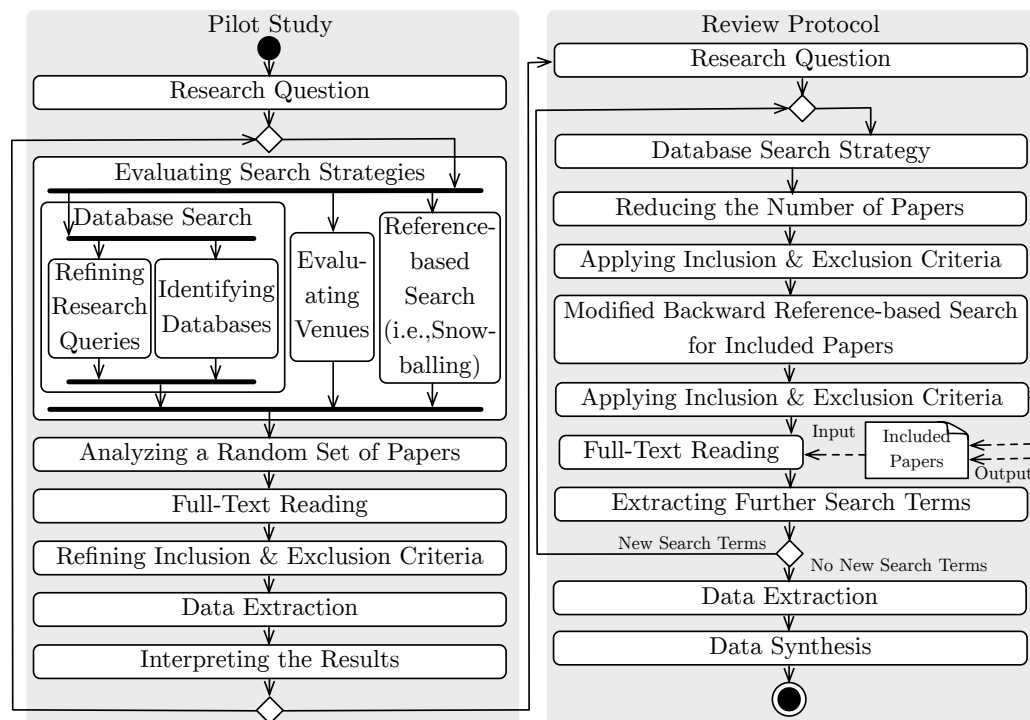 Pilot Study
Research Question
Evaluating Search Strategies
Database Search
Refining
Research
Queries
Identifying
Databases
Evalu-
ating
Venues
Reference-
based
Search
(i.e.,Snow-
balling)
Analyzing a Random Set of Papers
Full-Text Reading
Refining Inclusion & Exclusion Criteria
Data Extraction
Interpreting the Results
Review Protocol
Research Question
Database Search Strategy
Reducing the Number of Papers
Applying Inclusion & Exclusion Criteria
Modified Backward Reference-based Search
for Included Papers
Applying Inclusion & Exclusion Criteria
Full-Text Reading
Input
Included
Papers
Output
Extracting Further Search Terms
New Search Terms
No New Search Terms
Data Extraction
Data Synthesis